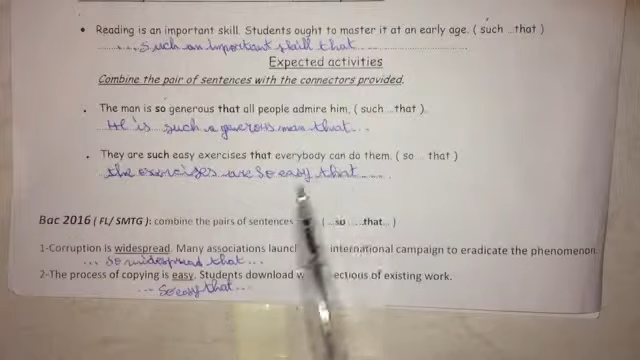 • Reading is an important skill. Students ought to master it at an early age. ( such ...that )
....such an important skill that..................
Expected activities
Combine the pair of sentences with the connectors provided.
• The man is so generous that all people admire him. ( such ....that ).
..He is ..such a generous man that...
• They are such easy exercises that everybody can do them. ( so .... that )
..the exercises are so easy that.......
Bac 2016 ( FL/ SMTG ): combine the pairs of sentences ( ...so ......that... )
1-Corruption is widespread. Many associations international campaign to eradicate the phenomenon.
... so widespread that...
2-The process of copying is easy. Students download of existing work.
... so easy that...